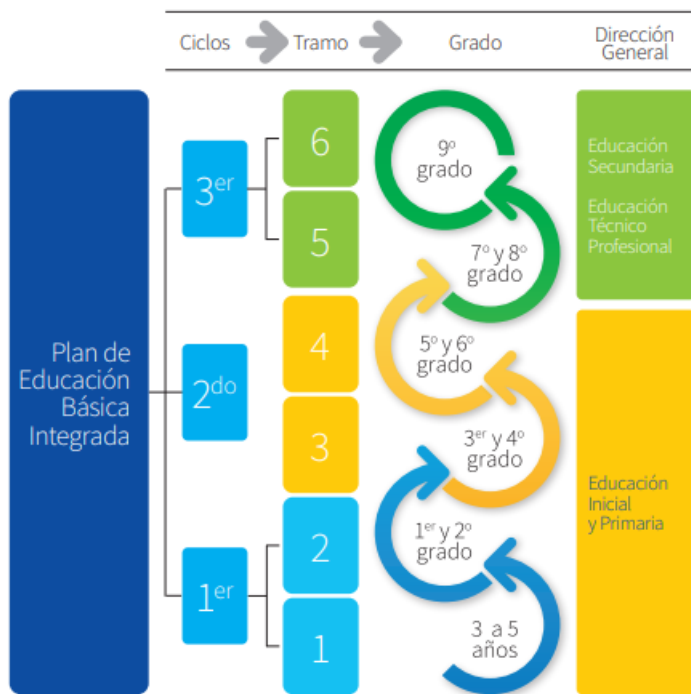 Ciclos
Tramo
Grado
Dirección
General
Plan de
Educación
Básica
Integrada
3er
6
5
9º
grado
7º y 8º
grado
Educación
Secundaria
Educación
Técnico
Profesional
2do
4
3
5º y 6º
grado
3er y 4º
grado
1er
2
1
1er y 2º
grado
3 a 5
años
Educación
Inicial
y Primaria